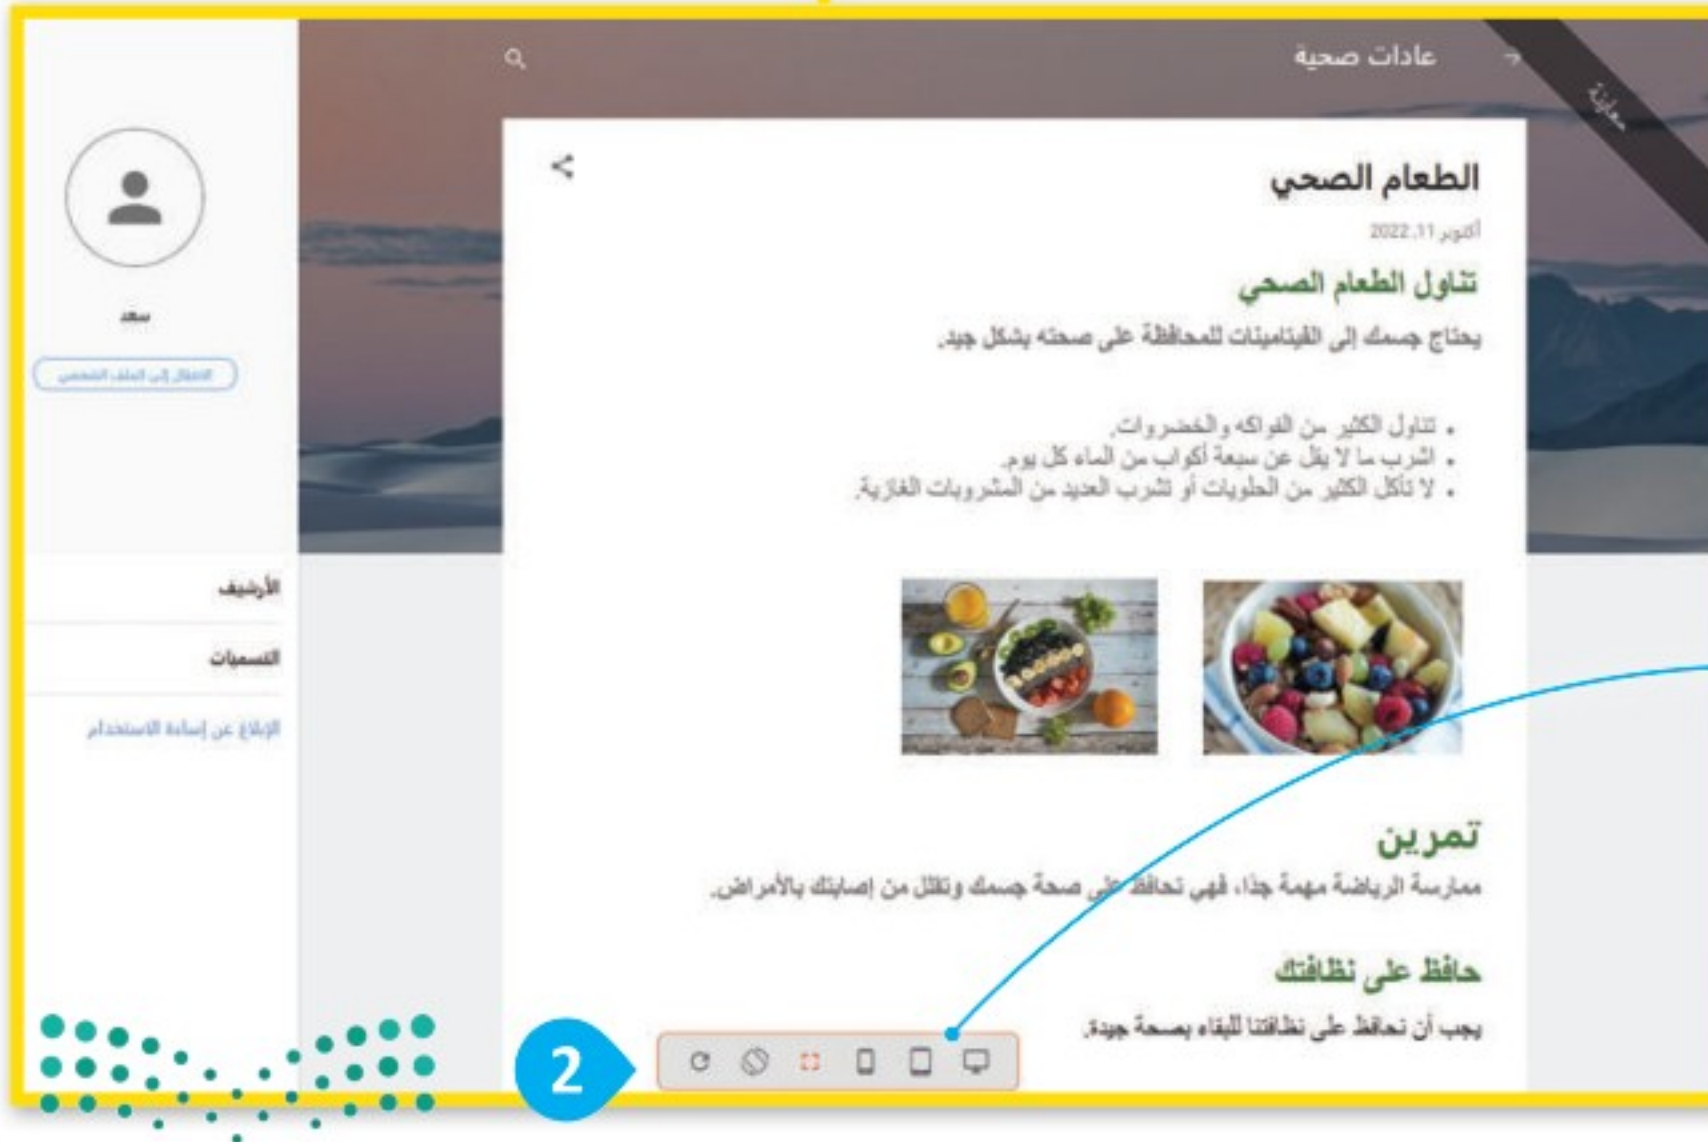 عادات صحية
معاينة
الطعام الصحي
أكتوبر 11, 2022
تناول الطعام الصحي
يحتاج جسمك إلى الفيتامينات للمحافظة على صحته بشكل جيد.
• تناول الكثير من الفواكه والخضروات.
• اشرب ما لا يقل عن سبعة أكواب من الماء كل يوم.
• لا تأكل الكثير من الحلويات أو تشرب العديد من المشروبات الغازية.
تمرين
ممارسة الرياضة مهمة جدًا، فهي تحافظ على صحة جسمك وتقلل من إصابتك بالأمراض.
حافظ على نظافتك
يجب أن نحافظ على نظافتنا للبقاء بصحة جيدة.
سعد
الانتقال إلى الملف الشخصي
الأرشيف
التسميات
الإبلاغ عن إساءة الاستخدام
2